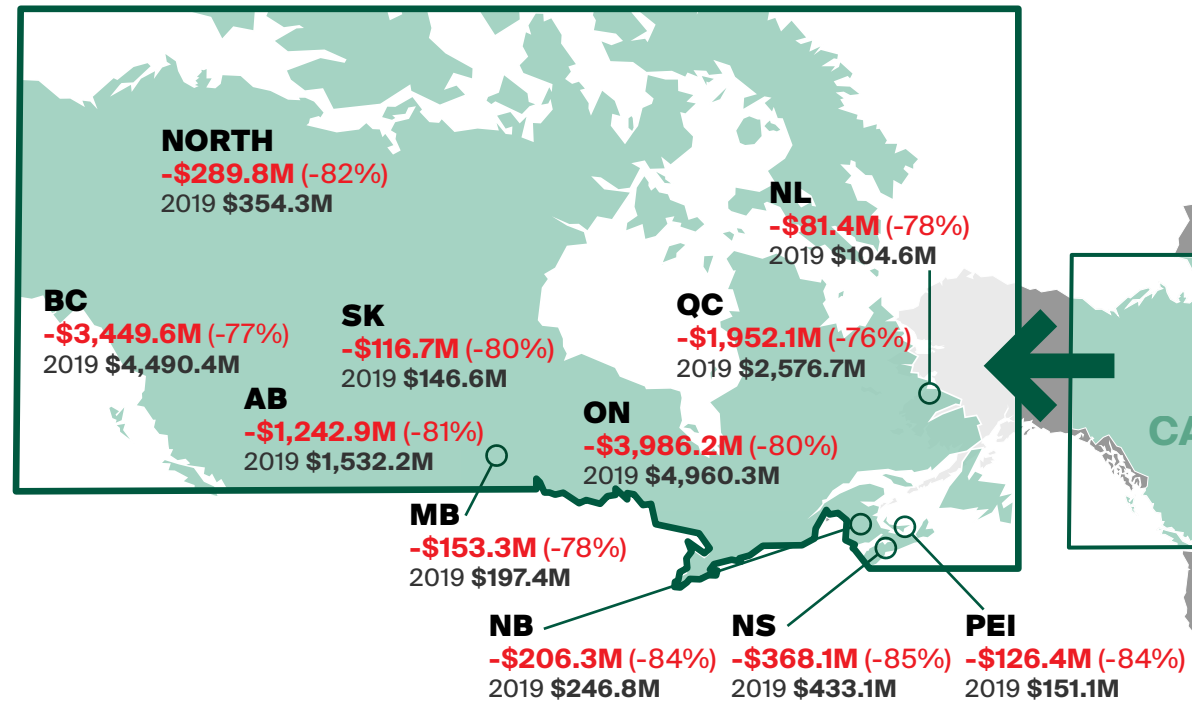 NORTH
-$289.8M (-82%)
2019 $354.3M
NL
-$81.4M (-78%)
2019 $104.6M
BC
-$3,449.6M (-77%)
2019 $4,490.4M
SK
-$116.7M (-80%)
2019 $146.6M
QC
-$1,952.1M (-76%)
2019 $2,576.7M
AB
-$1,242.9M (-81%)
2019 $1,532.2M
ON
-$3,986.2M (-80%)
2019 $4,960.3M
CA
MB
-$153.3M (-78%)
2019 $197.4M
NB
-$206.3M (-84%)
2019 $246.8M
NS
-$368.1M (-85%)
2019 $433.1M
PEI
-$126.4M (-84%)
2019 $151.1M